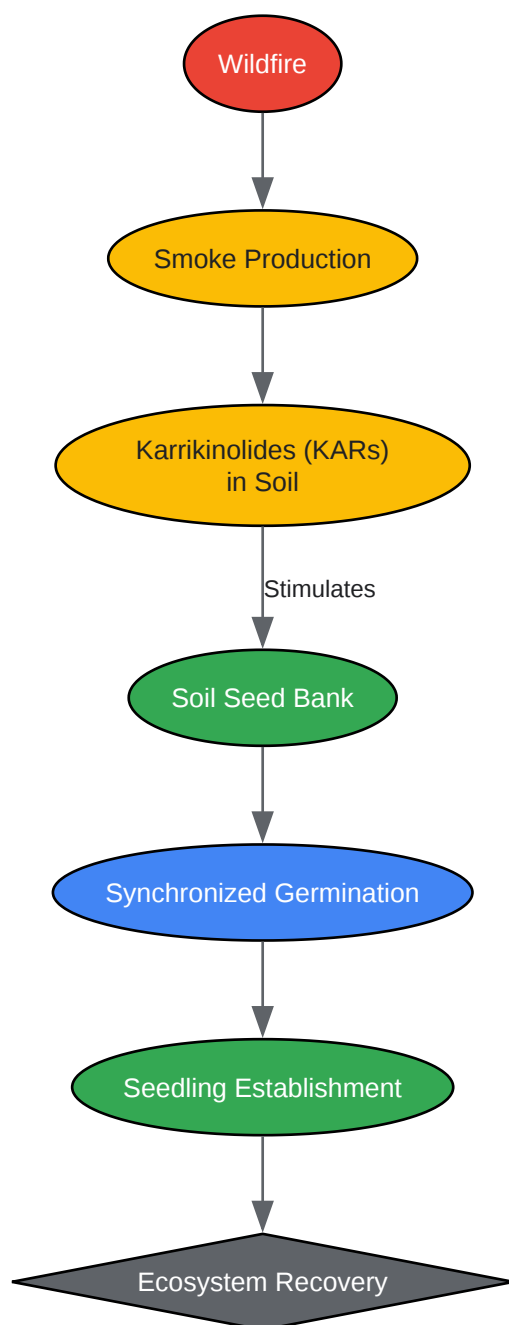 Wildfire
Smoke Production
Karrikinolides (KARs)
in Soil
Stimulates
Soil Seed Bank
Synchronized Germination
Seedling Establishment
Ecosystem Recovery